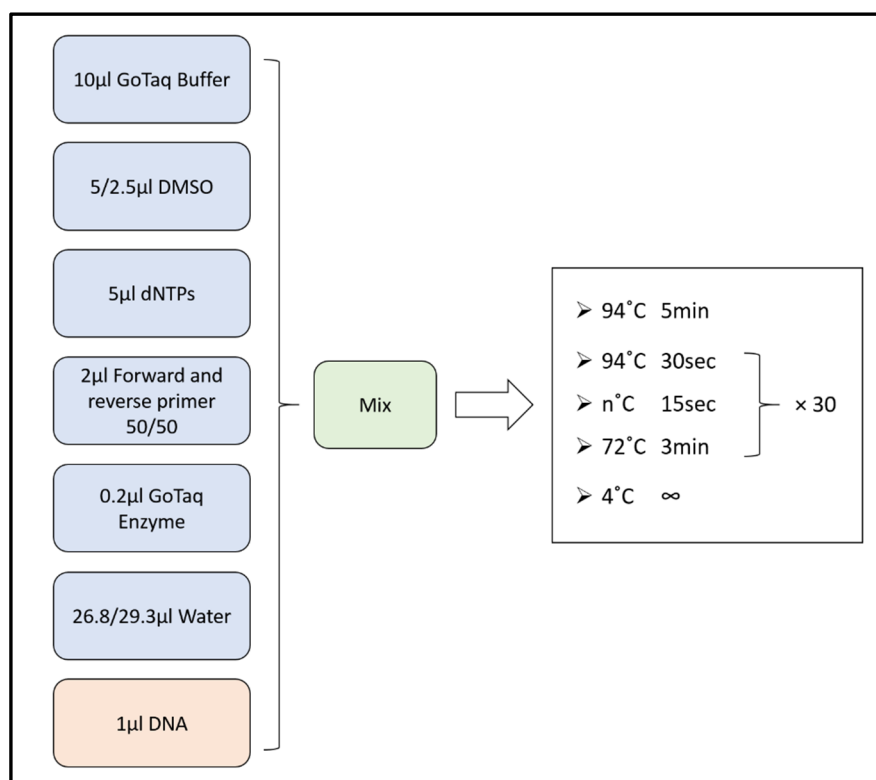 10µl GoTaq Buffer
5/2.5µl DMSO
5µl dNTPs
2µl Forward and
reverse primer
50/50
0.2µl GoTaq
Enzyme
26.8/29.3µl Water
1µl DNA
Mix
➢ 94˚C 5min
➢ 94˚C 30sec
➢ n˚C 15sec
➢ 72˚C 3min
× 30
➢ 4˚C ∞